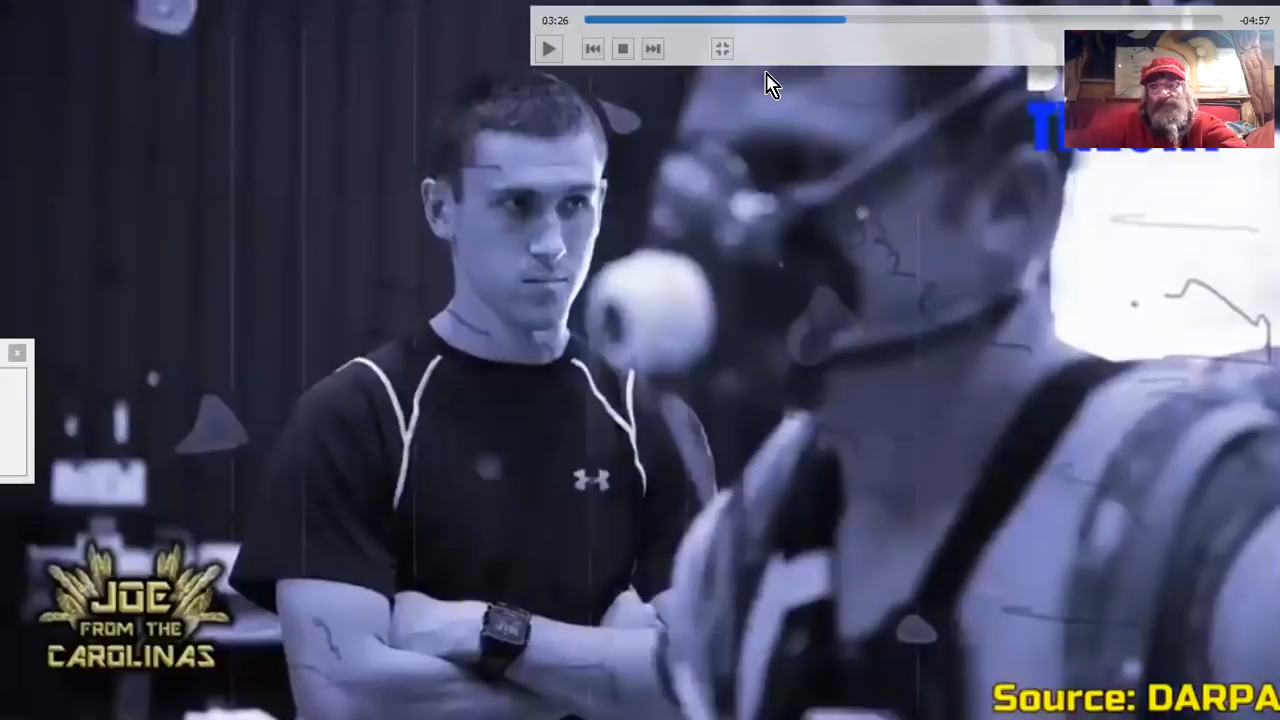 03:26
-04:57
JOE
FROM THE
CAROLINAS
Source: DARPA